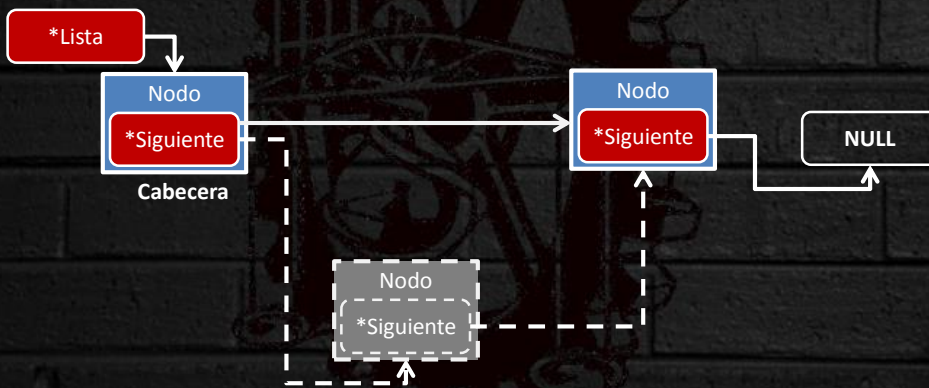 *Lista
Nodo
*Siguiente
Cabecera
Nodo
*Siguiente
NULL
Nodo
*Siguiente